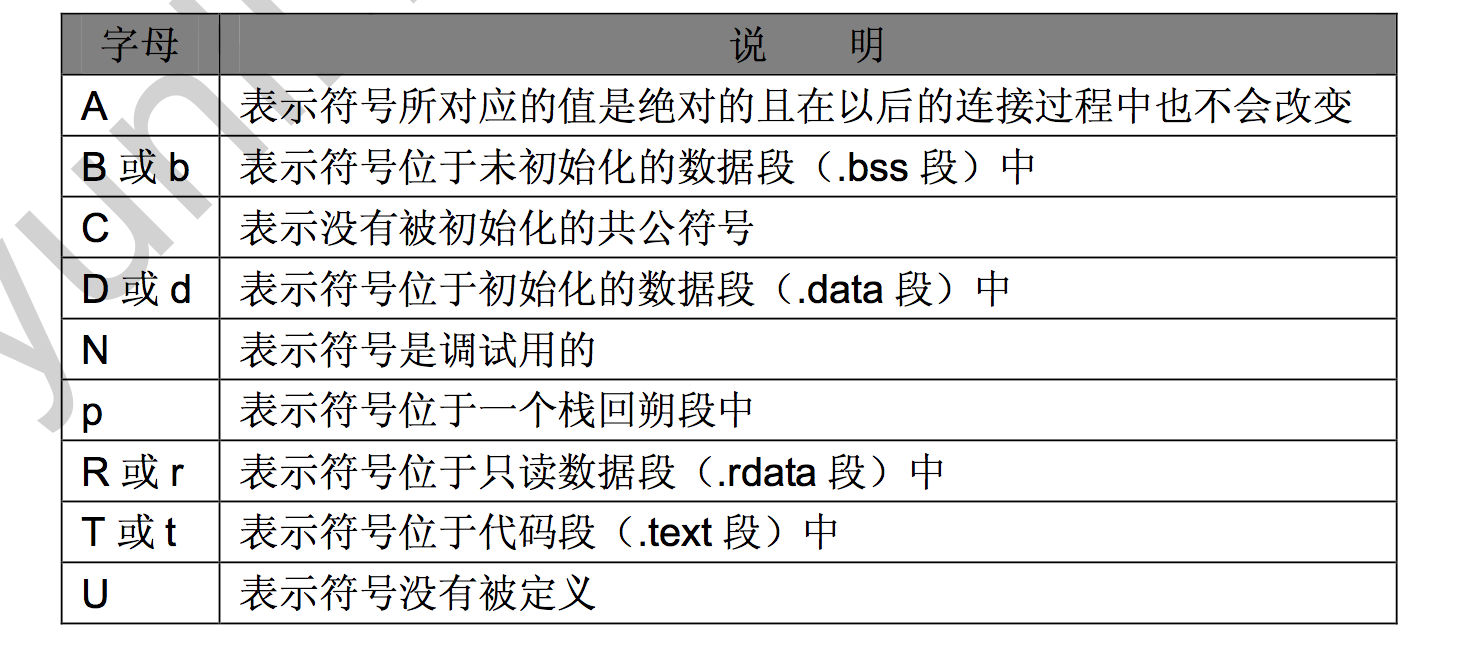 字母 说 明
A 表示符号所对应的值是绝对的且在以后的连接过程中也不会改变
B 或 b 表示符号位于未初始化的数据段（.bss 段）中
C 表示没有被初始化的共公符号
D 或 d 表示符号位于初始化的数据段（.data 段）中
N 表示符号是调试用的
p 表示符号位于一个栈回朔段中
R 或 r 表示符号位于只读数据段（.rdata 段）中
T 或 t 表示符号位于代码段（.text 段）中
U 表示符号没有被定义